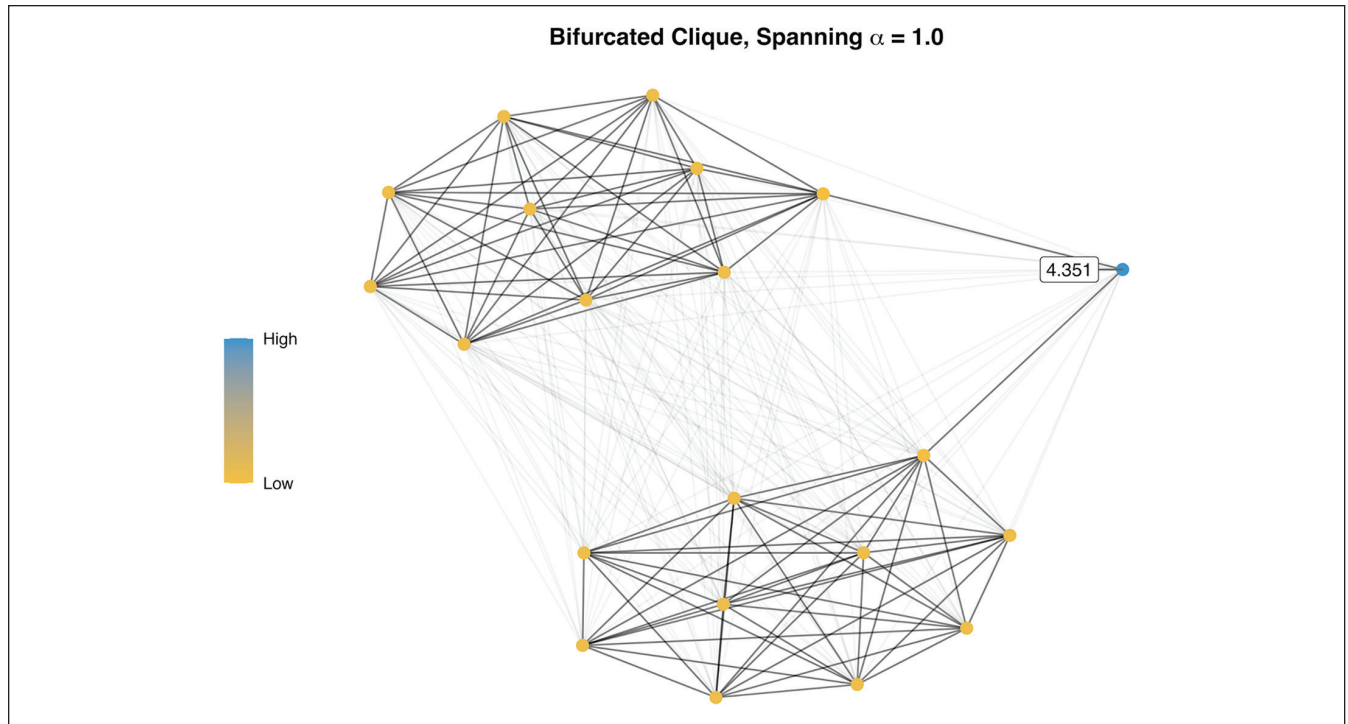 Bifurcated Clique, Spanning α = 1.0
4.351
High
Low